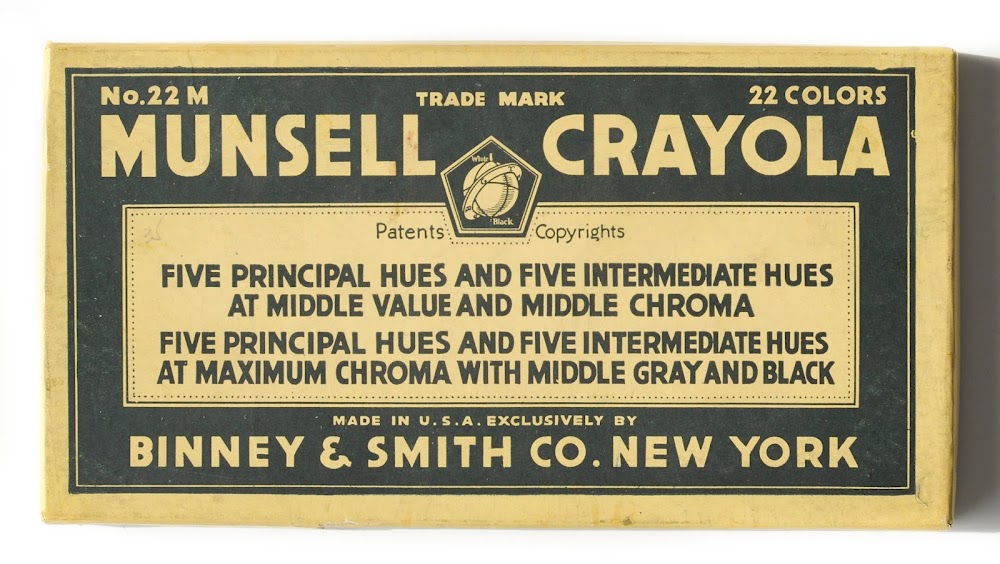 No.22 M TRADE MARK 22 COLORS
MUNSELL CRAYOLA
White
Black
Patents Copyrights
FIVE PRINCIPAL HUES AND FIVE INTERMEDIATE HUES
AT MIDDLE VALUE AND MIDDLE CHROMA
FIVE PRINCIPAL HUES AND FIVE INTERMEDIATE HUES
AT MAXIMUM CHROMA WITH MIDDLE GRAY AND BLACK
MADE IN U.S.A. EXCLUSIVELY BY
BINNEY & SMITH CO. NEW YORK